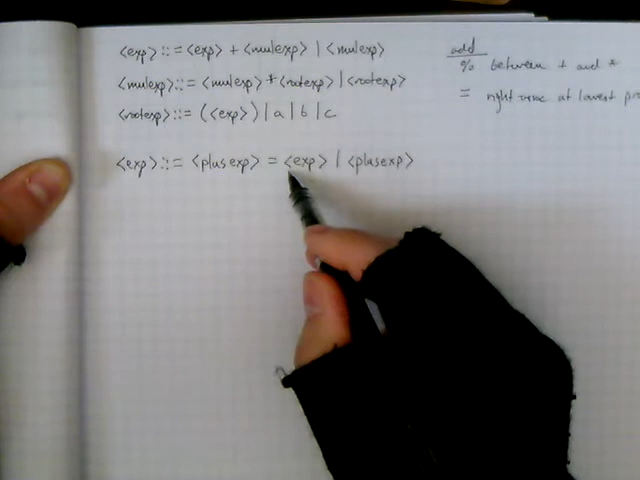 <exp> ::= <exp> + <mulexp> | <mulexp>
<mulexp> ::= <mulexp> * <rootexp> | <rootexp>
<rootexp> ::= (<exp>) | a | b | c
<exp> ::= <plusexp> = <exp> | <plusexp>
add
% between + and *
= right at lowest